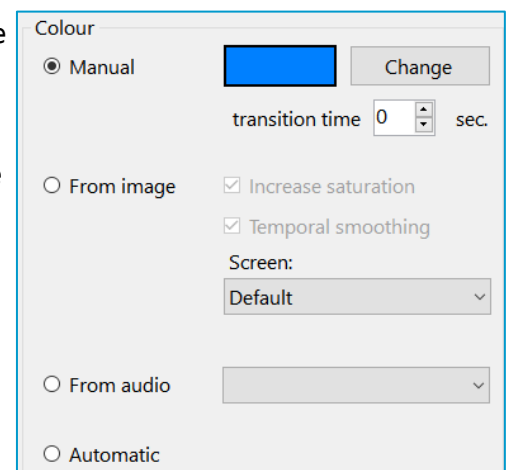 Colour
Manual Change
transition time 0 sec.
From image Increase saturation
Temporal smoothing
Screen:
Default
From audio
Automatic